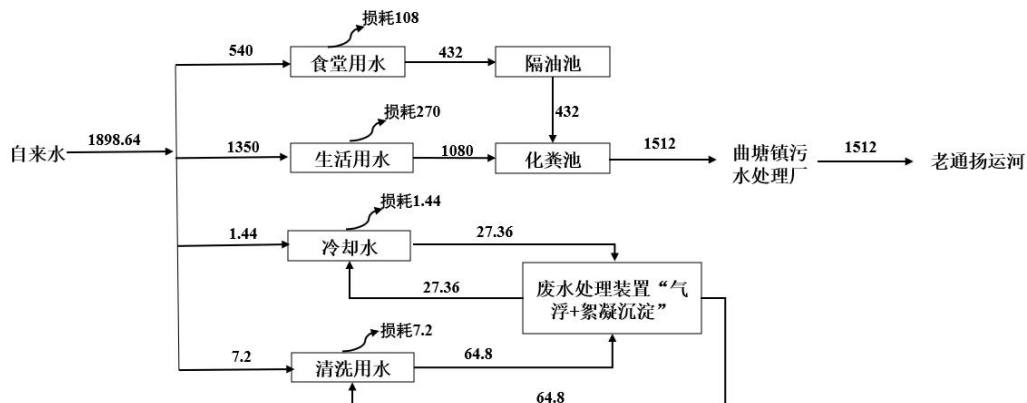 损耗108
540
食堂用水
432
隔油池
432
损耗270
自来水
1898.64
1350
生活用水
1080
化粪池
1512
曲塘镇污
水处理厂
1512
老通扬运河
损耗1.44
1.44
冷却水
27.36
27.36
废水处理装置“气
浮+絮凝沉淀”
损耗7.2
7.2
清洗用水
64.8
64.8